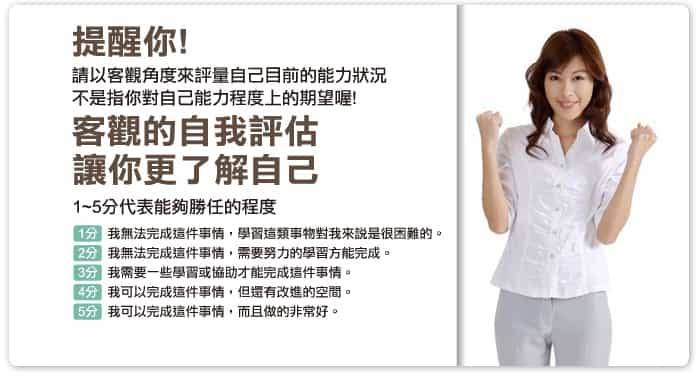 提醒你!
請以客觀角度來評量自己目前的能力狀況
不是指你對自己能力程度上的期望喔!
客觀的自我評估
讓你更了解自己
1~5分代表能夠勝任的程度
1分 我無法完成這件事情，學習這類事物對我來說是很困難的。
2分 我無法完成這件事情，需要努力的學習方能完成。
3分 我需要一些學習或協助才能完成這件事情。
4分 我可以完成這件事情，但還有改進的空間。
5分 我可以完成這件事情，而且做的非常好。